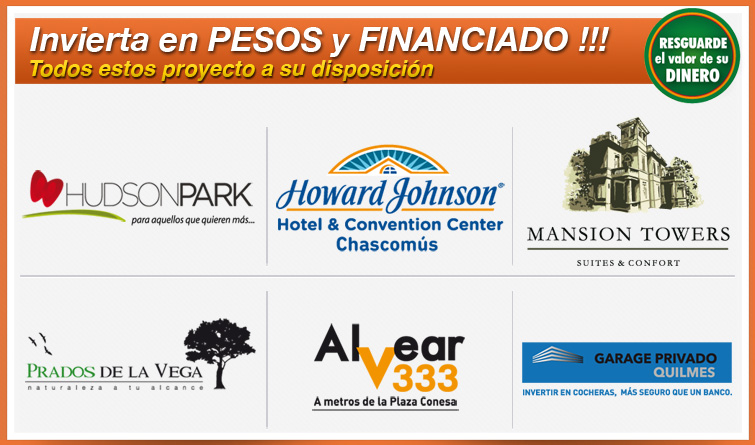 Invierta en PESOS y FINANCIADO !!!
Todos estos proyecto a su disposición
RESGUARDE
el valor de su
DINERO
HUDSONPARK
para aquellos que quieren más...
Howard Johnson®
Hotel & Convention Center
Chascomús
MANSION TOWERS
SUITES & CONFORT
PRADOS DE LA VEGA
naturaleza a tu alcance
Alvear
333
A metros de la Plaza Conesa
GARAGE PRIVADO
QUILMES
INVERTIR EN COCHERAS, MÁS SEGURO QUE UN BANCO.